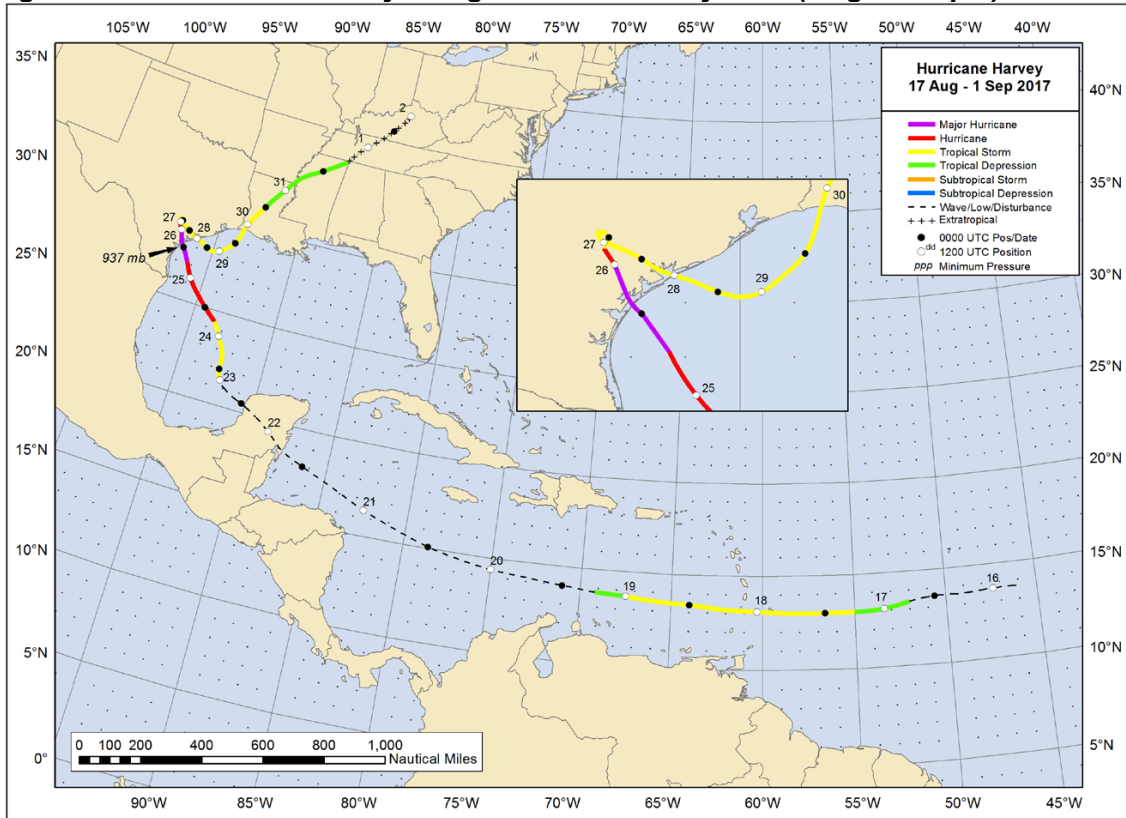 105°W 100°W 95°W 90°W 85°W 80°W 75°W 70°W 65°W 60°W 55°W 50°W 45°W 40°W
35°N
30°N
25°N
20°N
15°N
10°N
5°N
0°
40°N
35°N
30°N
25°N
20°N
15°N
10°N
5°N
Hurricane Harvey
17 Aug - 1 Sep 2017
Major Hurricane
Hurricane
Tropical Storm
Tropical Depression
Subtropical Storm
Subtropical Depression
Wave/Low/Disturbance
+++ Extratropical
0000 UTC Pos/Date
dd 1200 UTC Position
ppp Minimum Pressure
2
1
31
30
27
28
26
29
937 mb
25
24
23
22
21
20
19
18
17
16
30
27
26
28
29
25
0 100 200 400 600 800 1,000
Nautical Miles
90°W 85°W 80°W 75°W 70°W 65°W 60°W 55°W 50°W 45°W